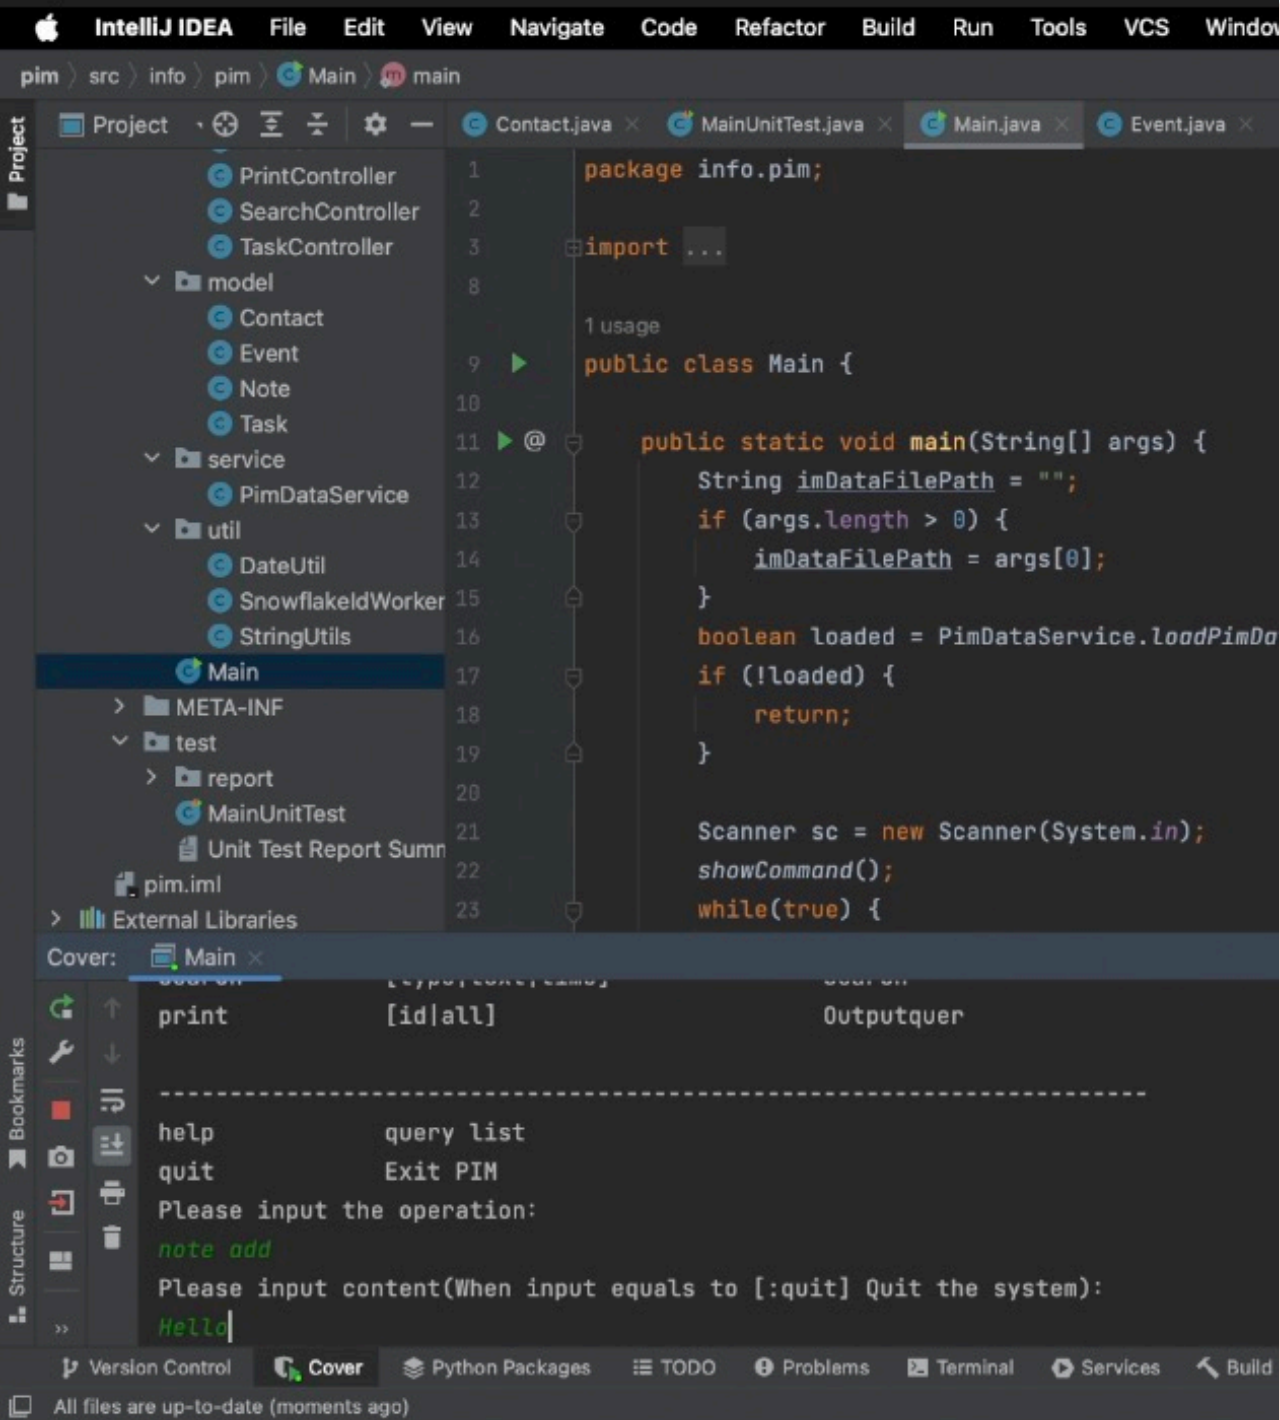 IntelliJ IDEA File Edit View Navigate Code Refactor Build Run Tools VCS
pim src info pim Main main
Project
Project
Contact.java MainUnitTest.java Main.java Event.java
PrintController
SearchController
TaskController
model
Contact
Event
Note
Task
service
PimDataService
util
DateUtil
SnowflakeIdWorker
StringUtils
Main
META-INF
test
report
MainUnitTest
Unit Test Report Summ
pim.iml
External Libraries
1 package info.pim;
2
3 import ...
8
1 usage
9 public class Main {
10
11 @ public static void main(String[] args) {
12 String imDataFilePath = "";
13 if (args.length > 0) {
14 imDataFilePath = args[0];
15 }
16 boolean loaded = PimDataService.loadPimDa
17 if (!loaded) {
18 return;
19 }
20
21 Scanner sc = new Scanner(System.in);
22 showCommand();
23 while(true) {
Cover: Main
print [id|all] Outputquer
--------------------------------------------------------------------
help query list
quit Exit PIM
Please input the operation:
note add
Please input content(When input equals to [:quit] Quit the system):
Hello
Bookmarks
Structure
Version Control Cover Python Packages TODO Problems Terminal Services Build
All files are up-to-date (moments ago)